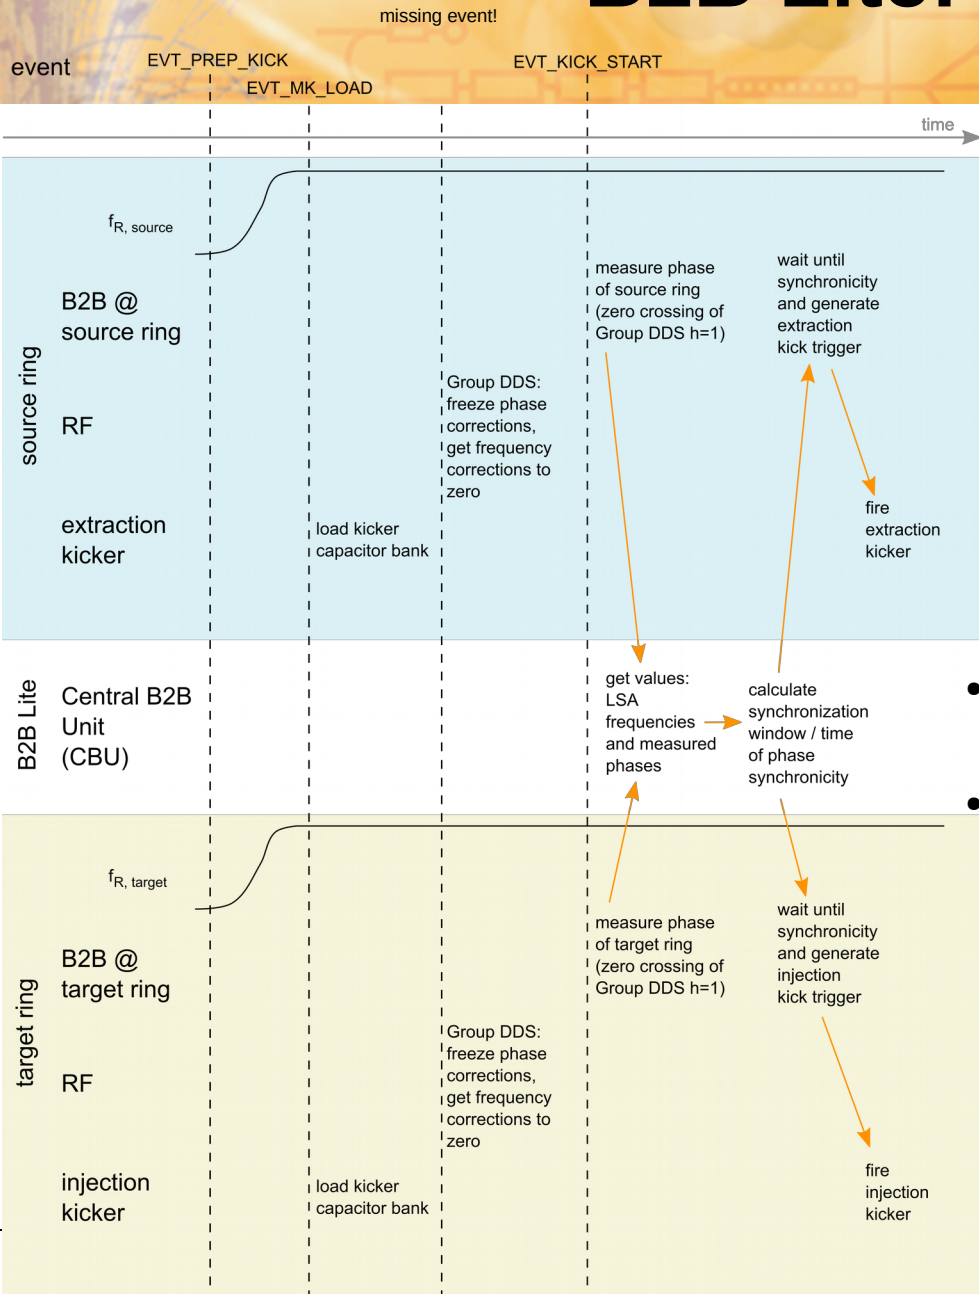 missing event!
event
EVT_PREP_KICK
EVT_MK_LOAD
EVT_KICK_START
time
f_R, source
source ring
B2B @
source ring
measure phase
of source ring
(zero crossing of
Group DDS h=1)
wait until
synchronicity
and generate
extraction
kick trigger
RF
Group DDS:
freeze phase
corrections,
get frequency
corrections to
zero
extraction
kicker
load kicker
capacitor bank
fire
extraction
kicker
B2B Lite
Central B2B
Unit
(CBU)
get values:
LSA
frequencies
and measured
phases
calculate
synchronization
window / time
of phase
synchronicity
f_R, target
target ring
B2B @
target ring
measure phase
of target ring
(zero crossing of
Group DDS h=1)
wait until
synchronicity
and generate
injection
kick trigger
RF
Group DDS:
freeze phase
corrections,
get frequency
corrections to
zero
injection
kicker
load kicker
capacitor bank
fire
injection
kicker